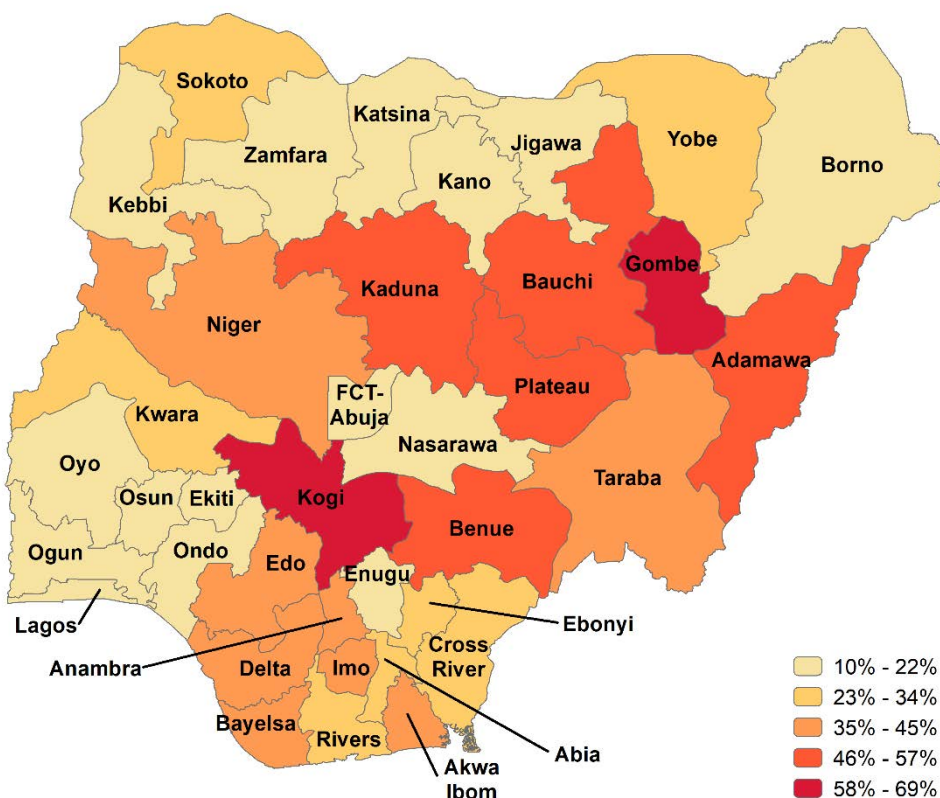 Sokoto
Katsina
Jigawa
Yobe
Borno
Zamfara
Kano
Kebbi
Gombe
Bauchi
Kaduna
Niger
Adamawa
Plateau
FCT-
Abuja
Kwara
Nasarawa
Oyo
Taraba
Osun
Ekiti
Kogi
Benue
Ogun
Ondo
Edo
Enugu
Lagos
Ebonyi
Anambra
Cross
River
Delta
Imo
Bayelsa
Rivers
Abia
Akwa
Ibom
10% - 22%
23% - 34%
35% - 45%
46% - 57%
58% - 69%